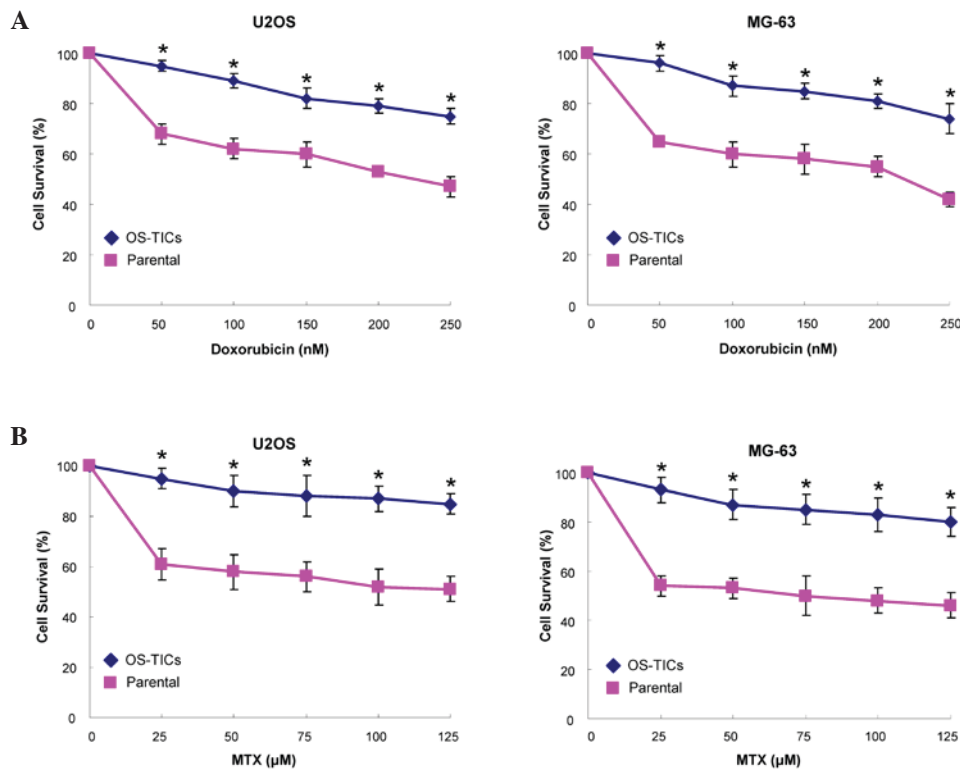 A
U2OS
* * * * *
Cell Survival (%)
100
80
60
40
20
0
OS-TICs
Parental
0 50 100 150 200 250
Doxorubicin (nM)
MG-63
* * * * *
Cell Survival (%)
100
80
60
40
20
0
OS-TICs
Parental
0 50 100 150 200 250
Doxorubicin (nM)
B
U2OS
* * * * *
Cell Survival (%)
100
80
60
40
20
0
OS-TICs
Parental
0 25 50 75 100 125
MTX (µM)
MG-63
* * * * *
Cell Survival (%)
100
80
60
40
20
0
OS-TICs
Parental
0 25 50 75 100 125
MTX (µM)